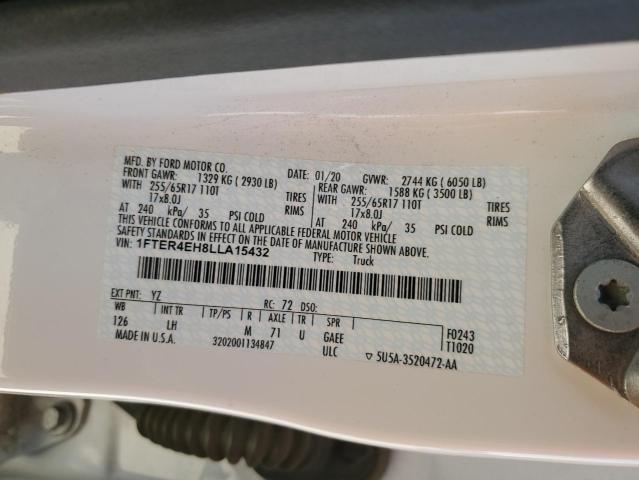 MFD. BY FORD MOTOR CO.
DATE: 01/20 GVWR: 2744 KG ( 6050 LB)
FRONT GAWR: 1329 KG ( 2930 LB) REAR GAWR: 1588 KG ( 3500 LB)
WITH 255/65R17 110T TIRES WITH 255/65R17 110T TIRES
17x8.0J RIMS 17x8.0J RIMS
AT 240 kPa/ 35 PSI COLD AT 240 kPa/ 35 PSI COLD
THIS VEHICLE CONFORMS TO ALL APPLICABLE FEDERAL MOTOR VEHICLE
SAFETY STANDARDS IN EFFECT ON THE DATE OF MANUFACTURE SHOWN ABOVE.
VIN: 1FTER4EH8LLA15432 TYPE: Truck
EXT PNT: YZ RC: 72 DSO:
WB INT TR TP/PS R AXLE TR SPR
126 LH M 71 U GAEE F0243
MADE IN U.S.A. 3202001134847 ULC T1020
▽ 5U5A-3520472-AA